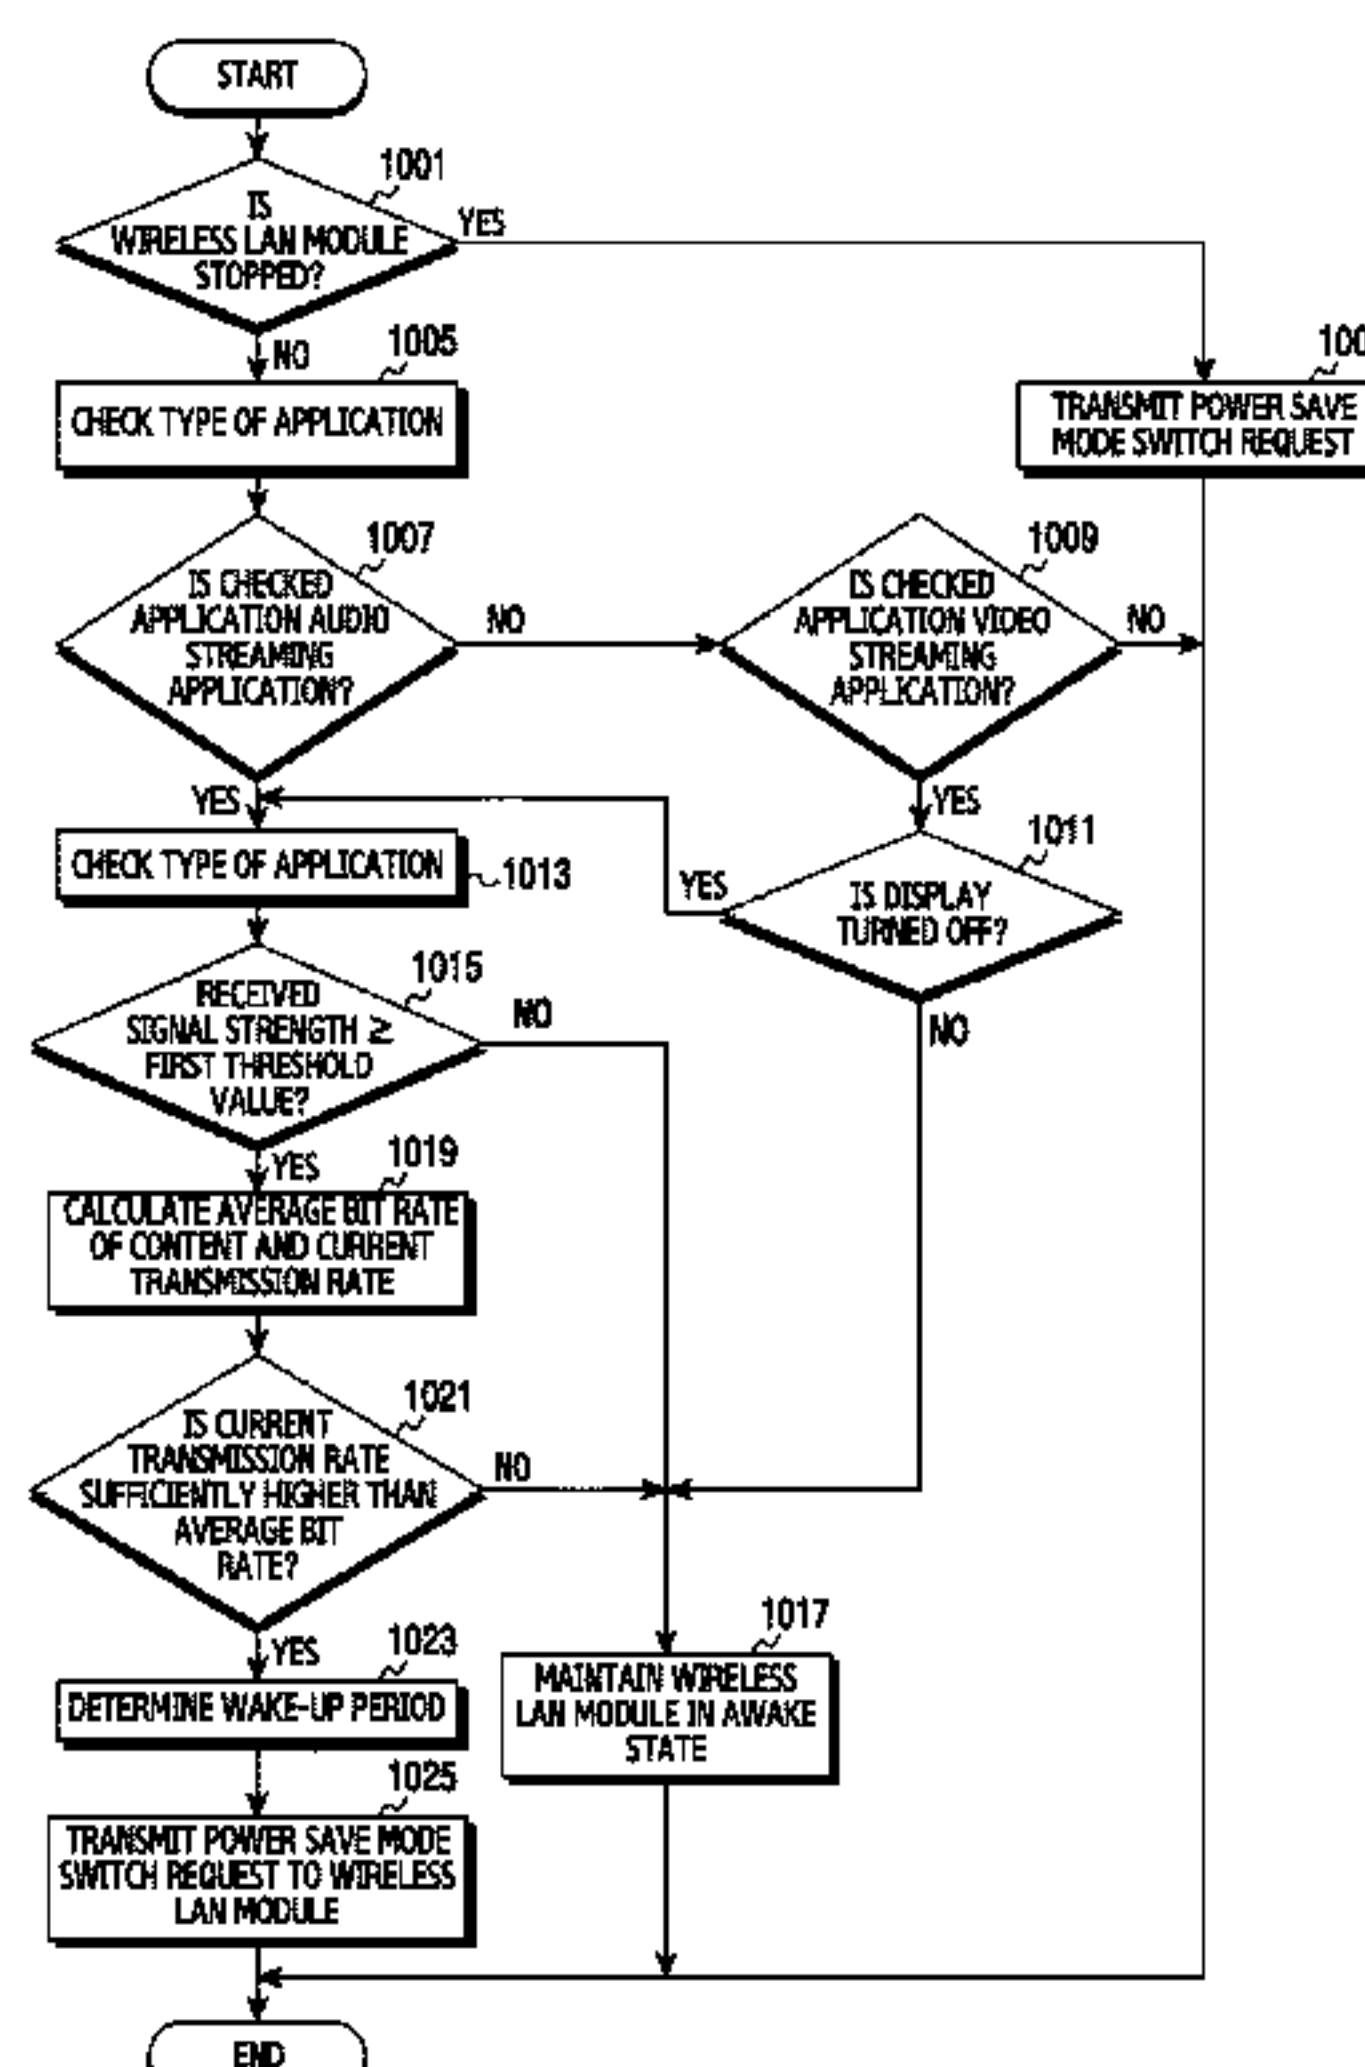 START
1001
IS
WIRELESS LAN MODULE
STOPPED?
YES
NO
1005
CHECK TYPE OF APPLICATION
100
TRANSMIT POWER SAVE
MODE SWITCH REQUEST
1007
IS CHECKED
APPLICATION AUDIO
STREAMING
APPLICATION?
NO
1009
IS CHECKED
APPLICATION VIDEO
STREAMING
APPLICATION?
NO
YES
YES
CHECK TYPE OF APPLICATION
1013
1011
IS DISPLAY
TURNED OFF?
YES
NO
1015
RECEIVED
SIGNAL STRENGTH ≥
FIRST THRESHOLD
VALUE?
NO
YES
1019
CALCULATE AVERAGE BIT RATE
OF CONTENT AND CURRENT
TRANSMISSION RATE
1021
IS CURRENT
TRANSMISSION RATE
SUFFICIENTLY HIGHER THAN
AVERAGE BIT
RATE?
NO
YES
1023
DETERMINE WAKE-UP PERIOD
1017
MAINTAIN WIRELESS
LAN MODULE IN AWAKE
STATE
1025
TRANSMIT POWER SAVE MODE
SWITCH REQUEST TO WIRELESS
LAN MODULE
END